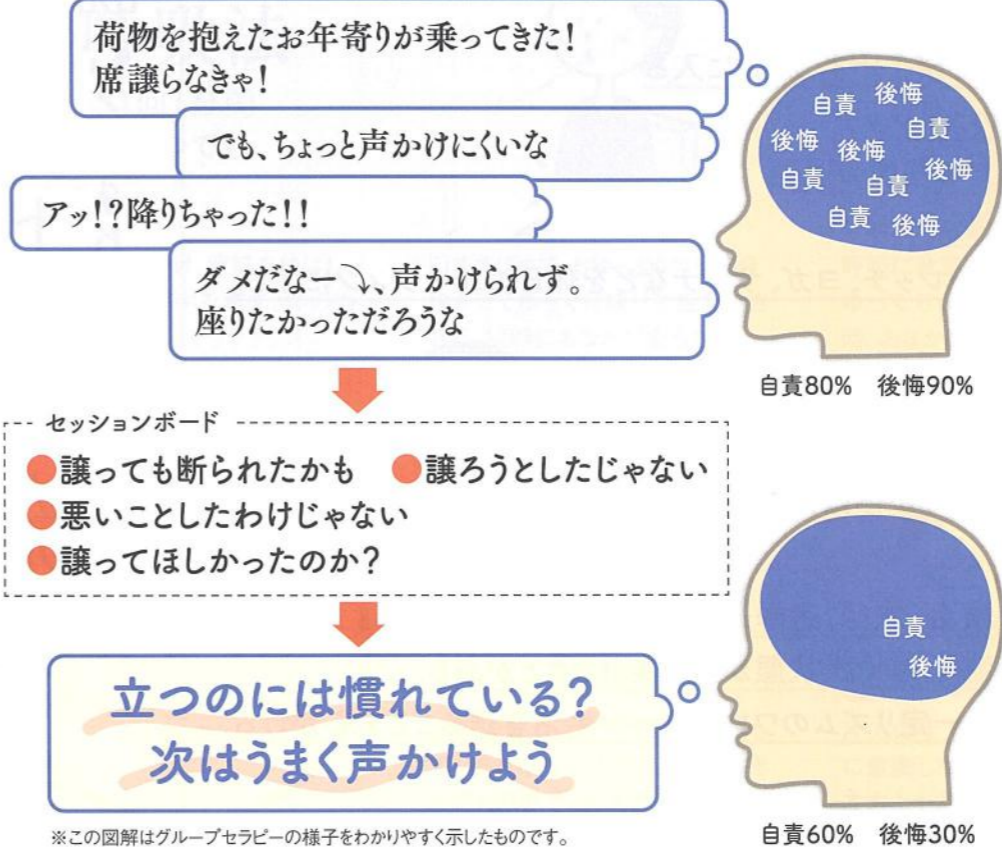 荷物を抱えたお年寄りが乗ってきた!
席譲らなきゃ!
でも、ちょっと声かけにくいな
アッ!?降りちゃった!!
ダメだなー⤵、声かけられず。
座りたかっただろうな
後悔
自責
自責
後悔
後悔
後悔
自責
自責
自責
後悔
自責80% 後悔90%
セッションボード
●譲っても断られたかも ●譲ろうとしたじゃない
●悪いことしたわけじゃない
●譲ってほしかったのか?
立つのには慣れている?
次はうまく声かけよう
自責
後悔
※この図解はグループセラピーの様子をわかりやすく示したものです。
自責60% 後悔30%